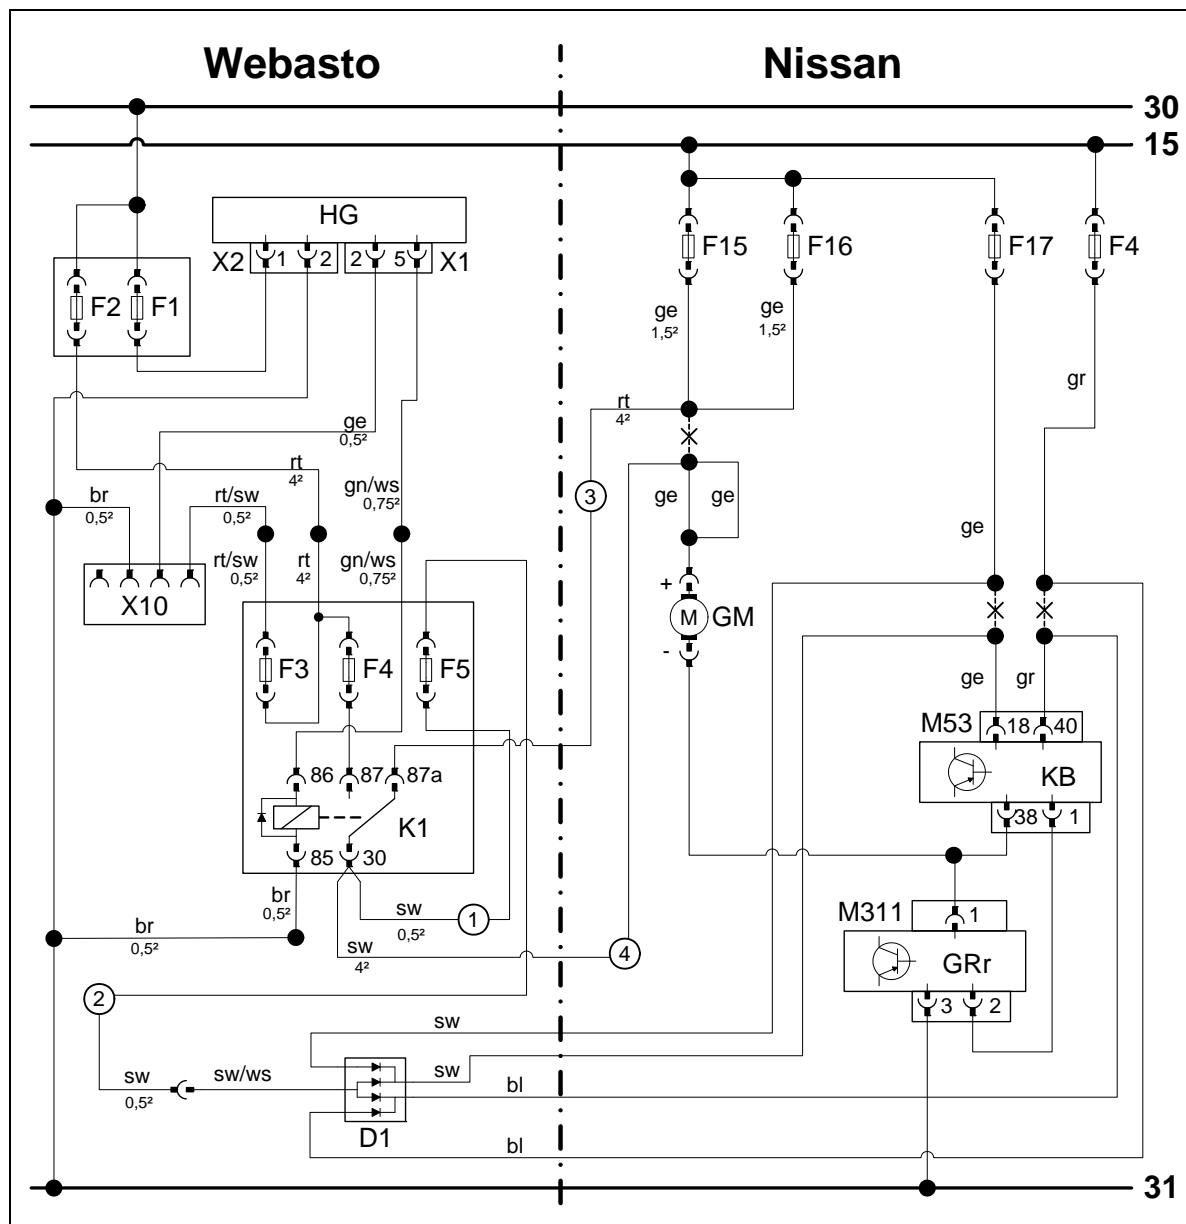 Webasto Nissan
30
15
HG
X2 1 2 2 5 X1
F2 F1
F15 F16 F17 F4
ge
1,5²
ge
1,5²
gr
rt
4²
ge
0,5²
rt
4²
gn/ws
0,75²
3
br
0,5²
rt/sw
0,5²
ge ge
ge
rt/sw
0,5²
rt
4²
gn/ws
0,75²
X10
+
M GM
-
F3 F4 F5
ge gr
M53 18 40
KB
86 87 87a
K1
38 1
85 30
br
0,5²
sw
0,5²
1
M311 1
br
0,5²
sw
4²
4
GRr
2
3 2
sw
sw
0,5²
sw/ws
sw
bl
D1
bl
31